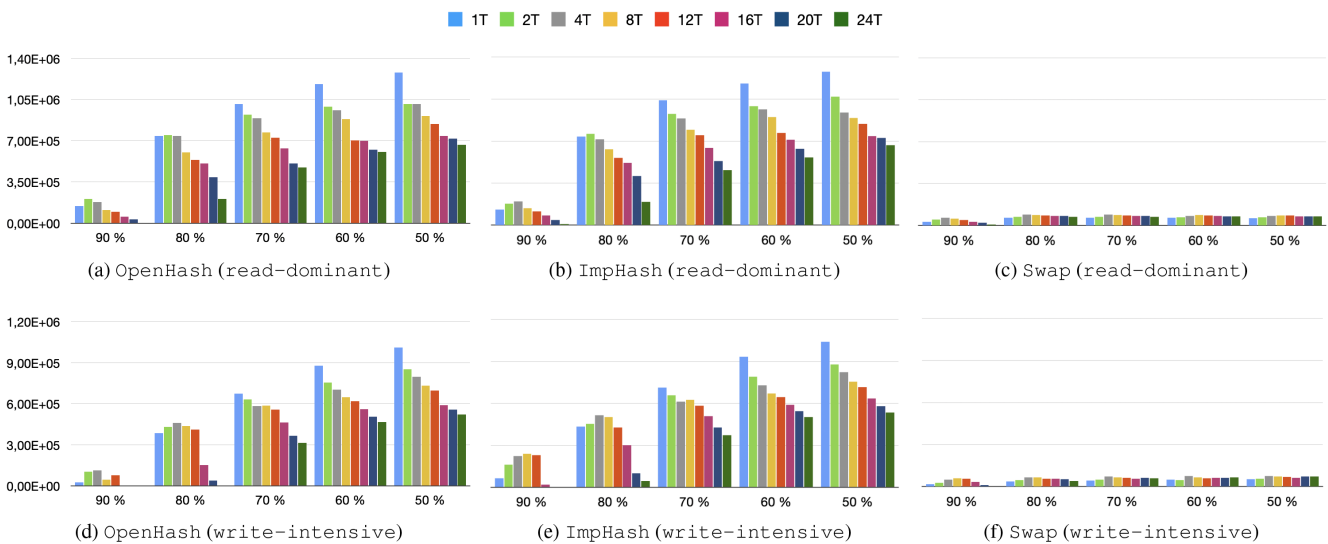 1T 2T 4T 8T 12T 16T 20T 24T
1,40E+06
1,05E+06
7,00E+05
3,50E+05
0,00E+00
90 % 80 % 70 % 60 % 50 %
90 % 80 % 70 % 60 % 50 %
90 % 80 % 70 % 60 % 50 %
(a) OpenHash (read-dominant)
(b) ImpHash (read-dominant)
(c) Swap (read-dominant)
1,20E+06
9,00E+05
6,00E+05
3,00E+05
0,00E+00
90 % 80 % 70 % 60 % 50 %
90 % 80 % 70 % 60 % 50 %
90 % 80 % 70 % 60 % 50 %
(d) OpenHash (write-intensive)
(e) ImpHash (write-intensive)
(f) Swap (write-intensive)